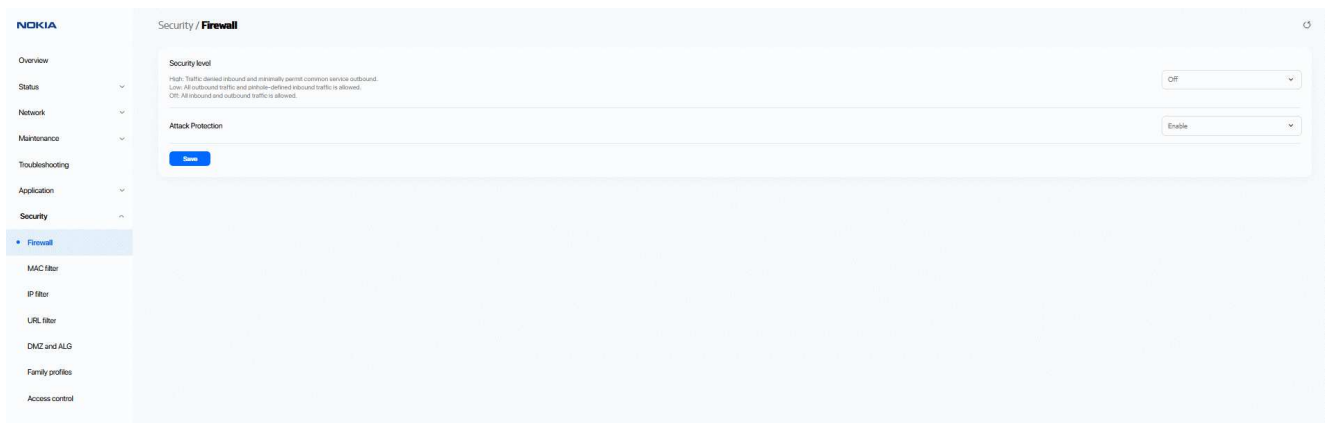 NOKIA
Security / Firewall
Overview
Status
Network
Maintenance
Troubleshooting
Application
Security
Firewall
MAC filter
IP filter
URL filter
DMZ and ALG
Family profiles
Access control
Security level
High: Traffic denied inbound and minimally permit common service outbound.
Low: All outbound traffic and pinhole-defined inbound traffic is allowed.
Off: All inbound and outbound traffic is allowed.
Off
Attack Protection
Enable
Save